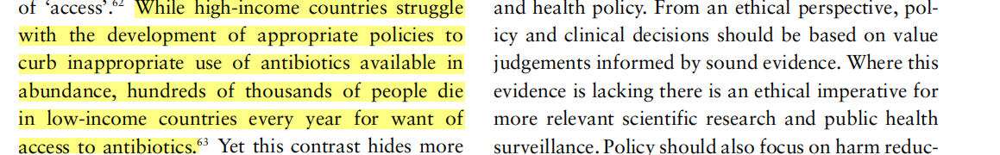 of ‘access’.⁶² While high-income countries struggle
with the development of appropriate policies to
curb inappropriate use of antibiotics available in
abundance, hundreds of thousands of people die
in low-income countries every year for want of
access to antibiotics.⁶³ Yet this contrast hides more
and health policy. From an ethical perspective, pol-
icy and clinical decisions should be based on value
judgements informed by sound evidence. Where this
evidence is lacking there is an ethical imperative for
more relevant scientific research and public health
surveillance. Policy should also focus on harm reduc-